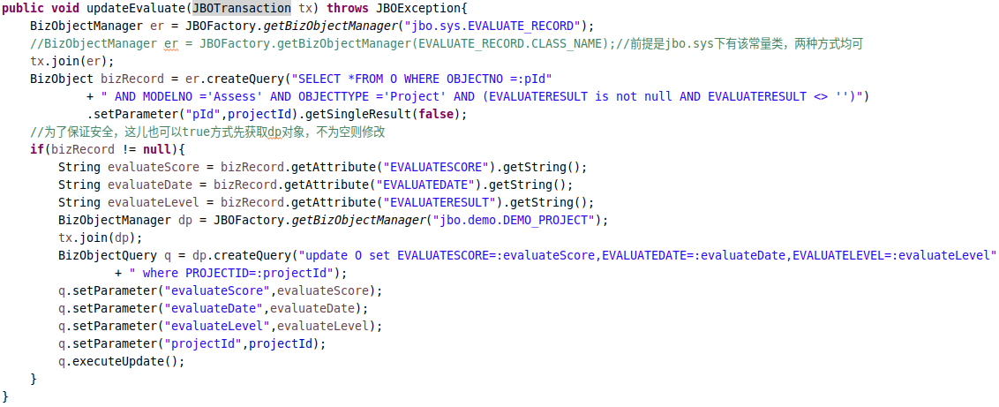 public void updateEvaluate(JBOTransaction tx) throws JBOException{
BizObjectManager er = JBOFactory.getBizObjectManager("jbo.sys.EVALUATE_RECORD");
//BizObjectManager er = JBOFactory.getBizObjectManager(EVALUATE_RECORD.CLASS_NAME);//前提是jbo.sys下有该常量类，两种方式均可
tx.join(er);
BizObject bizRecord = er.createQuery("SELECT *FROM O WHERE OBJECTNO =:pId"
+ " AND MODELNO ='Assess' AND OBJECTTYPE ='Project' AND (EVALUATERESULT is not null AND EVALUATERESULT <> '')")
.setParameter("pId",projectId).getSingleResult(false);
//为了保证安全，这儿也可以true方式先获取dp对象，不为空则修改
if(bizRecord != null){
String evaluateScore = bizRecord.getAttribute("EVALUATESCORE").getString();
String evaluateDate = bizRecord.getAttribute("EVALUATEDATE").getString();
String evaluateLevel = bizRecord.getAttribute("EVALUATERESULT").getString();
BizObjectManager dp = JBOFactory.getBizObjectManager("jbo.demo.DEMO_PROJECT");
tx.join(dp);
BizObjectQuery q = dp.createQuery("update O set EVALUATESCORE=:evaluateScore,EVALUATEDATE=:evaluateDate,EVALUATELEVEL=:evaluateLevel"
+ " where PROJECTID=:projectId");
q.setParameter("evaluateScore",evaluateScore);
q.setParameter("evaluateDate",evaluateDate);
q.setParameter("evaluateLevel",evaluateLevel);
q.setParameter("projectId",projectId);
q.executeUpdate();
}
}